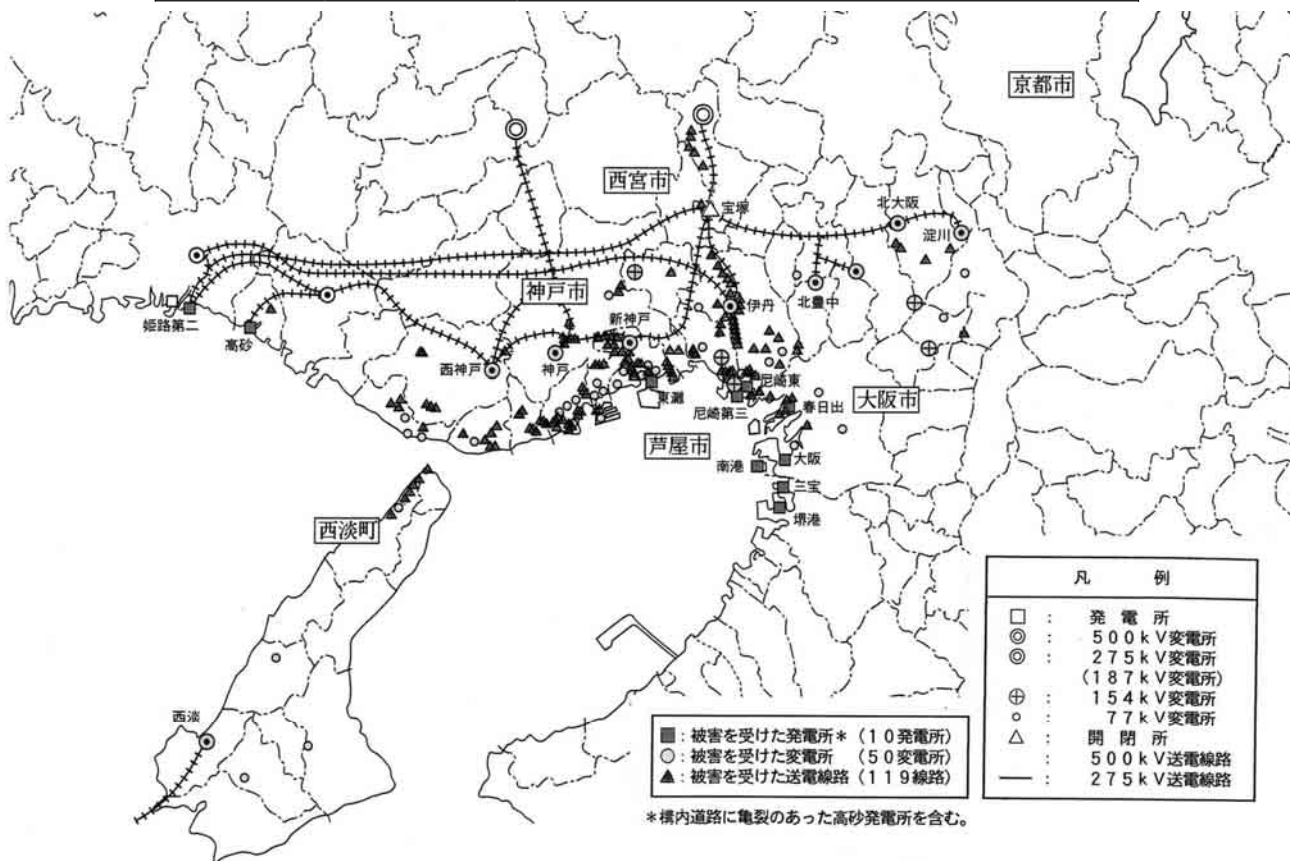 京都市
西宮市
宝塚
北大阪
淀川
神戸市
新神戸
伊丹
北豊中
姫路第二
高砂
西神戸
神戸
東灘
尼崎東
尼崎第三
春日出
大阪市
芦屋市
南港
大阪
三宝
堺港
西淡町
西淡
凡 例
□ : 発電所
◎ : 500kV変電所
◎ : 275kV変電所
(187kV変電所)
⊕ : 154kV変電所
○ : 77kV変電所
△ : 開閉所
500kV送電線路
── : 275kV送電線路
■ : 被害を受けた発電所* (10発電所)
○ : 被害を受けた変電所 (50変電所)
▲ : 被害を受けた送電線路 (119線路)
*構内道路に亀裂のあった高砂発電所を含む。